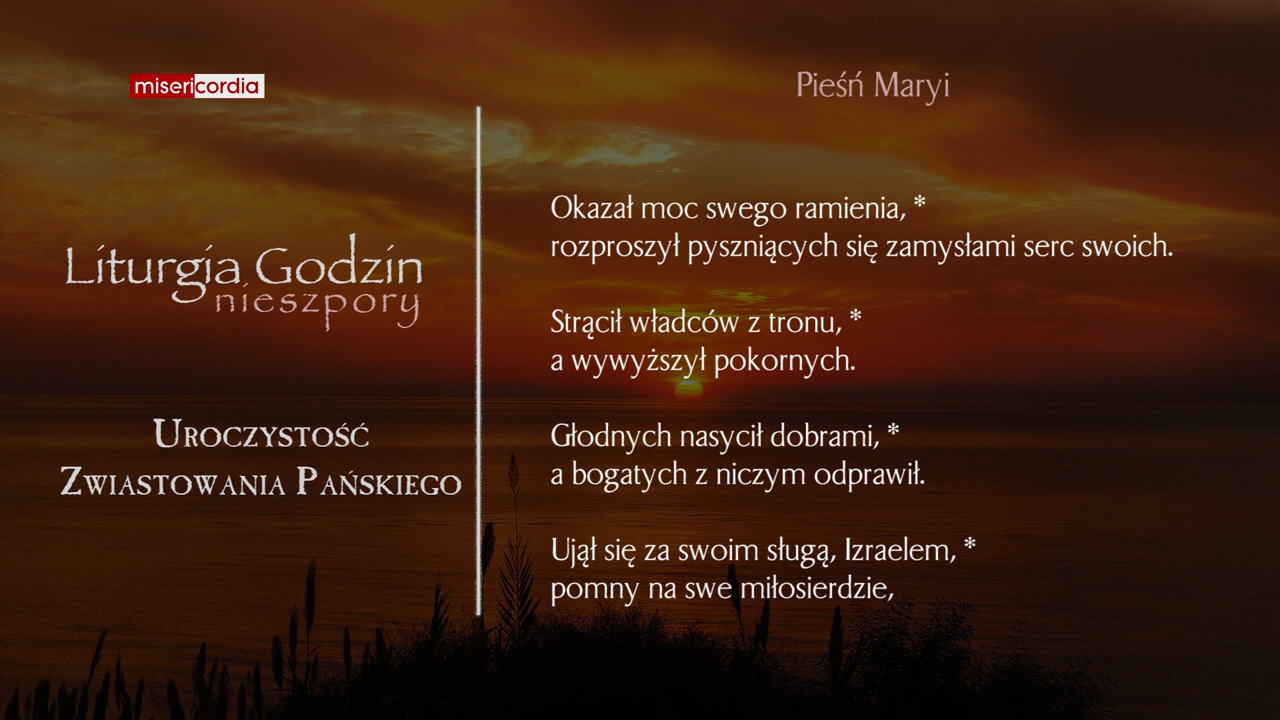 misericordia
Liturgia Godzin
nieszpory
Uroczystość
Zwiastowania Pańskiego
Pieśń Maryi
Okazał moc swego ramienia, *
rozproszył pyszniących się zamysłami serc swoich.
Strącił władców z tronu, *
a wywyższył pokornych.
Głodnych nasycił dobrami, *
a bogatych z niczym odprawił.
Ujął się za swoim sługą, Izraelem, *
pomny na swe miłosierdzie,